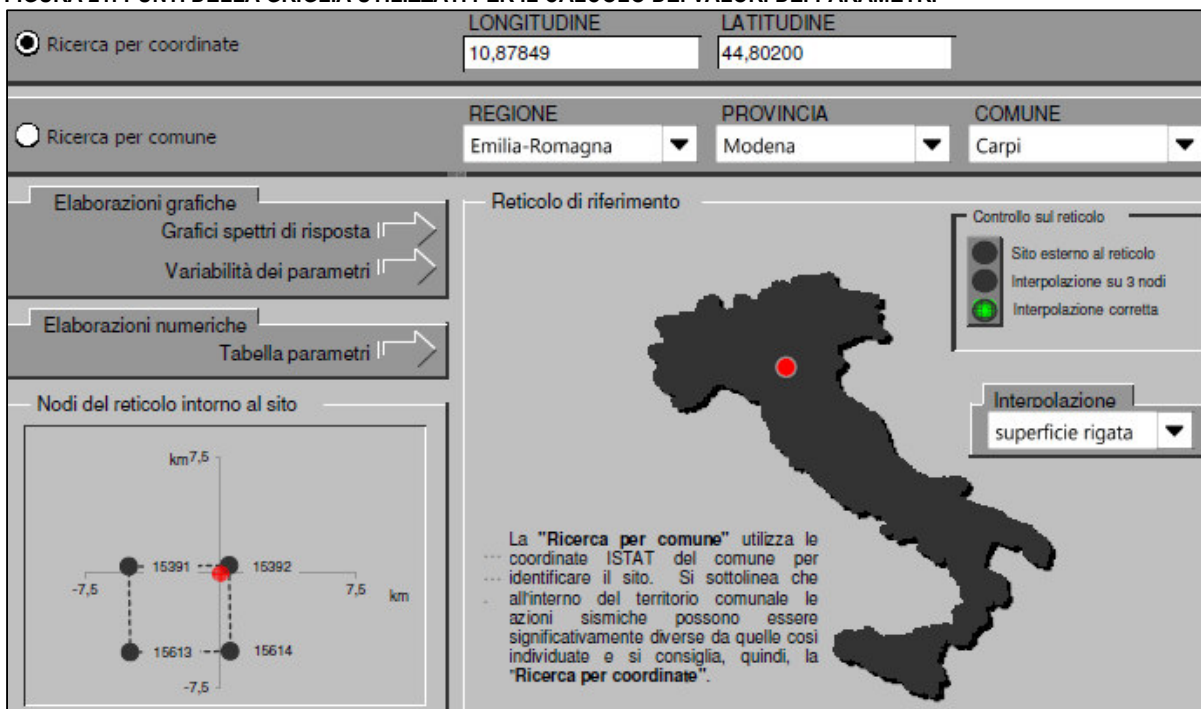 FIGURA 17: PUNTI DELLA GRIGLIA UTILIZZATI PER IL CALCOLO DEI VALORI DEI PARAMETRI
Ricerca per coordinate
LONGITUDINE
10,87849
LATITUDINE
44,80200
Ricerca per comune
REGIONE
Emilia-Romagna
PROVINCIA
Modena
COMUNE
Carpi
Elaborazioni grafiche
Grafici spettri di risposta
Variabilità dei parametri
Elaborazioni numeriche
Tabella parametri
Nodi del reticolo intorno al sito
km 7,5
15391
15392
-7,5
7,5 km
15613
15614
-7,5
Reticolo di riferimento
Controllo sul reticolo
Sito esterno al reticolo
Interpolazione su 3 nodi
Interpolazione corretta
Interpolazione
superficie rigata
La "Ricerca per comune" utilizza le
coordinate ISTAT del comune per
identificare il sito. Si sottolinea che
all'interno del territorio comunale le
azioni sismiche possono essere
significativamente diverse da quelle così
individuate e si consiglia, quindi, la
"Ricerca per coordinate".